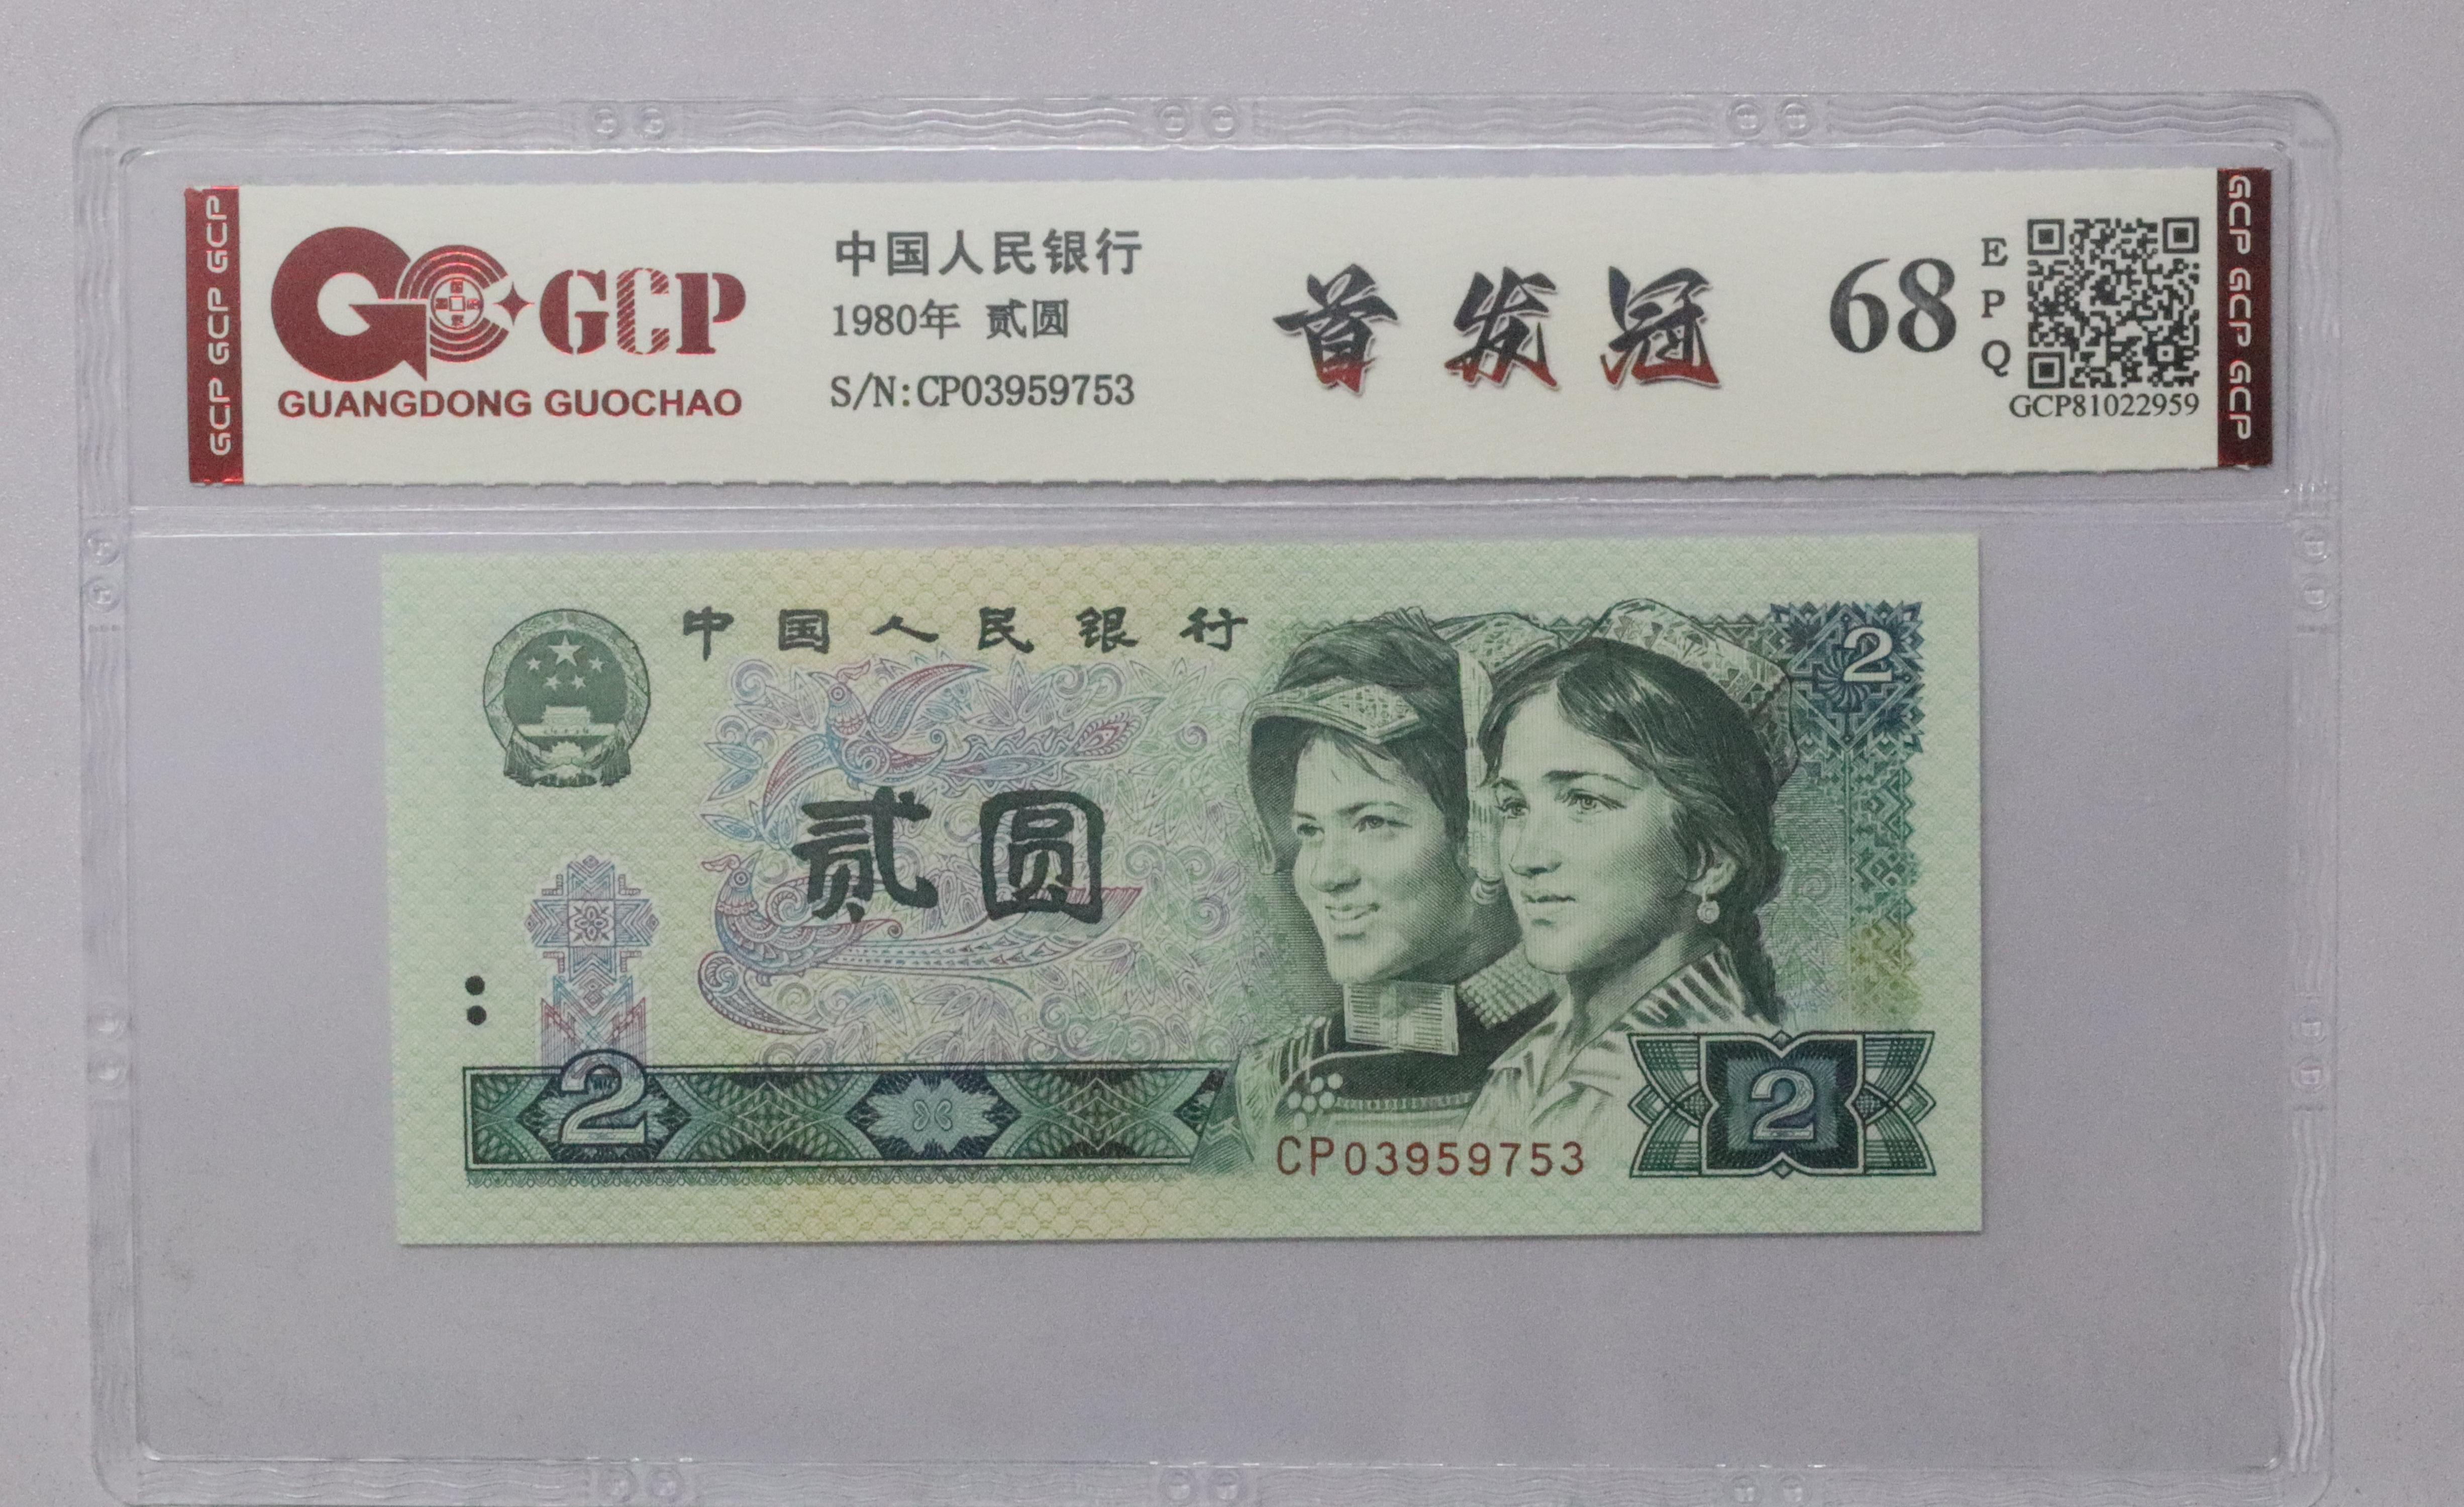 GCP GCP GCP
GCP
GUANGDONG GUOCHAO
中国人民银行
1980年 贰圆
S/N:CP03959753
首发冠
68
E
P
Q
GCP81022959
GCP GCP GCP
中国人民银行
2
贰圆
2
CP03959753
2